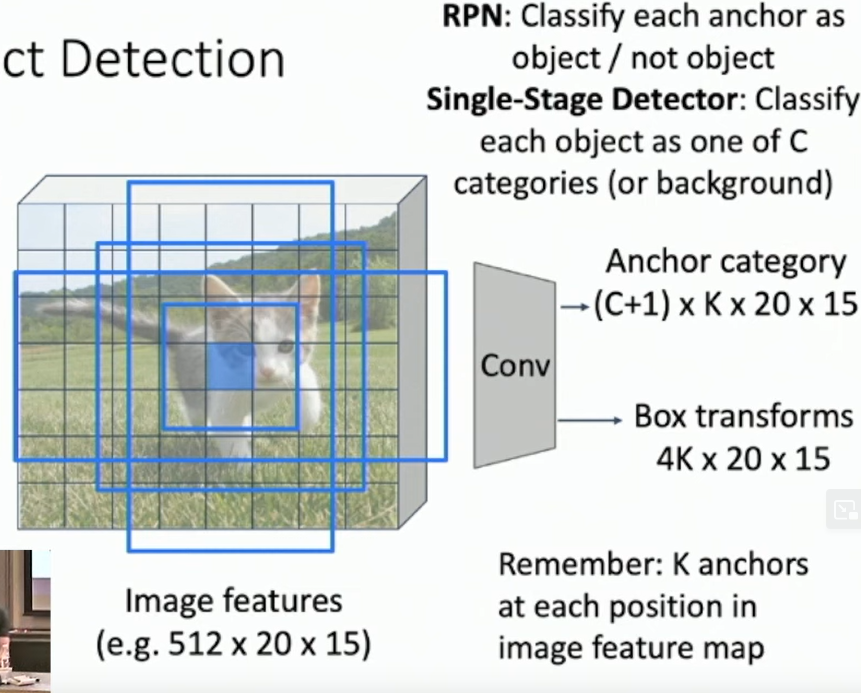 ct Detection
RPN: Classify each anchor as
object / not object
Single-Stage Detector: Classify
each object as one of C
categories (or background)
Anchor category
(C+1) x K x 20 x 15
Conv
Box transforms
4K x 20 x 15
Image features
(e.g. 512 x 20 x 15)
Remember: K anchors
at each position in
image feature map